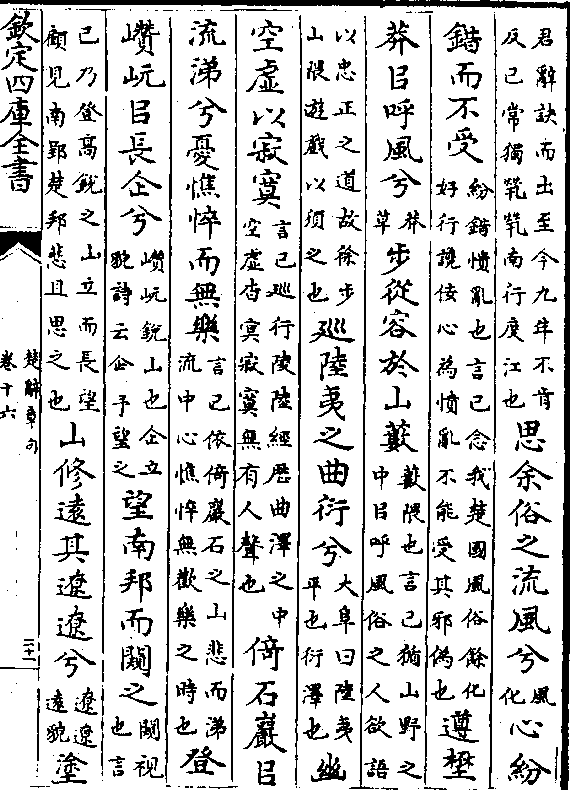 君辭訣而出至今九年不肯反已常獨煢煢南行度江也思余俗之流風兮風化心紛
錯而不受紛錯憒亂也言已念我楚國風俗餘化好行讒佞心為憤亂不能受其邪偽也遵壄
莽㠯呼風兮莽草步從容於山藪藪隈也言已猶山野之中㠯呼風俗之人欲語
以忠正之道故徐步山隈遊戲以須之也巡陸夷之曲衍兮大阜曰陸夷平也衍澤也幽
空虛以寂寞言已巡行陵陸經歷曲澤之中空虛杳冥寂寞無有人聲也倚石巖㠯
流涕兮憂憔悴而無樂言已依倚巖石之山悲而涕流中心憔悴無歡樂之時也登
巑岏㠯長企兮巑岏銳山也企立貌詩云企予望之望南邦而闚之闚視也言
已乃登高銳之山立而長望顧見南郢楚邦悲且思之也山修遠其遼遼兮遼遼遠貌塗
欽定四庫全書
楚辭章句
卷十六